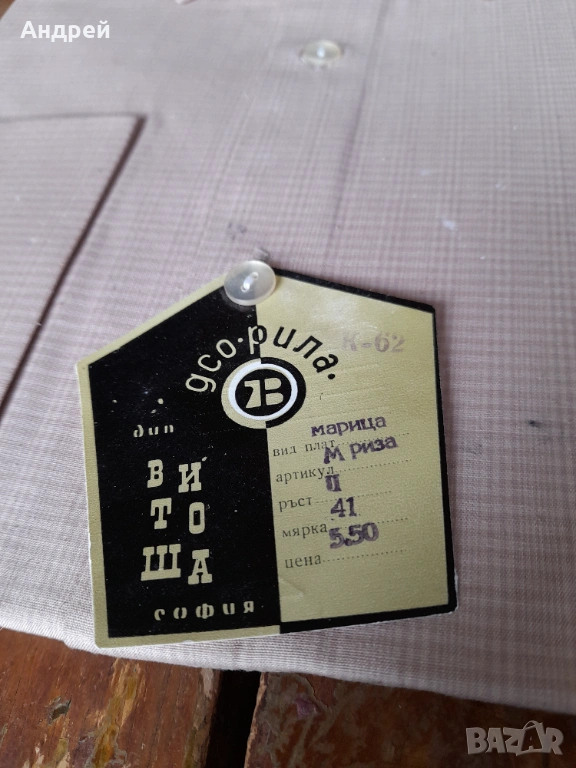 Андрей
дсо·рила·
К-62
В
дип
ВИ
ТО
ША
софия
марица
вид плат
М риза
артикул
II
ръст
41
мярка
5.50
цена
BAZAR